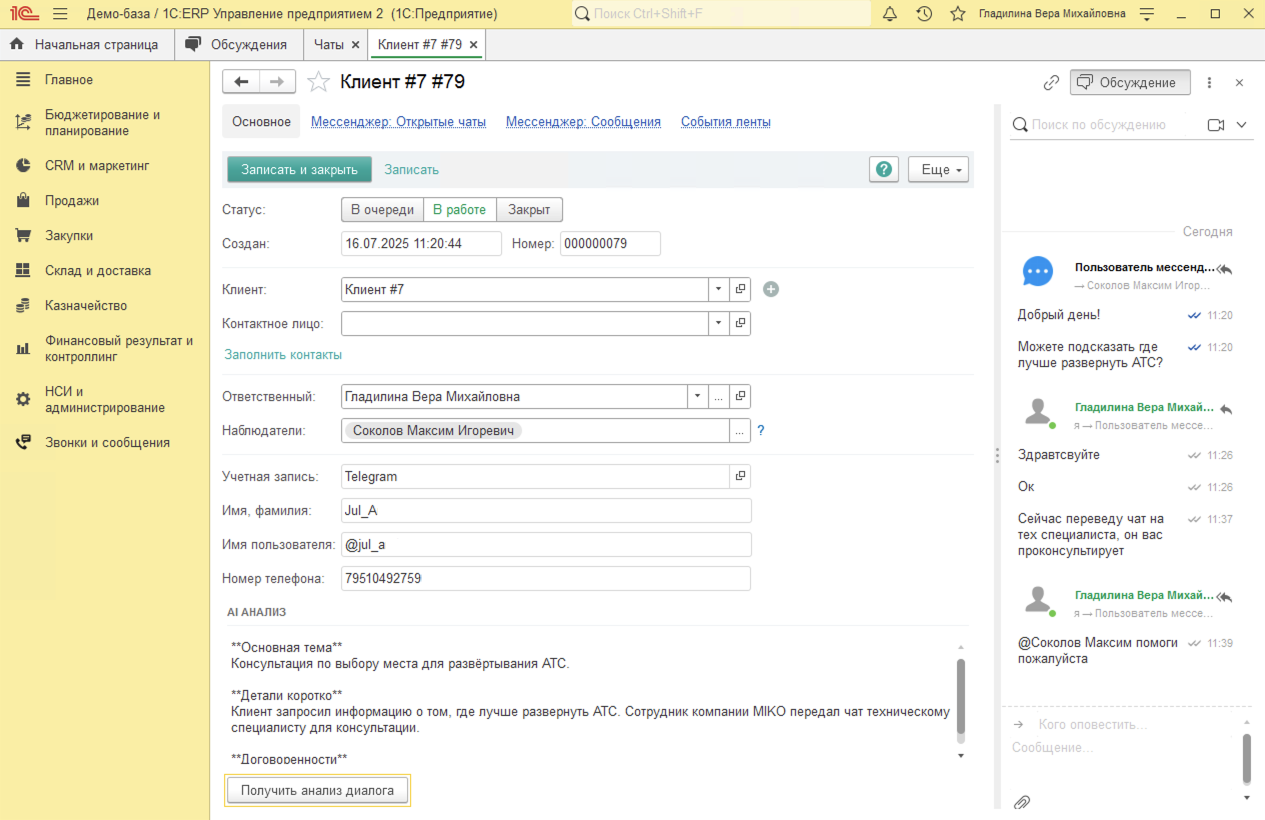 1С Демо-база / 1С:ERP Управление предприятием 2 (1С:Предприятие) Поиск Ctrl+Shift+F Гладилина Вера Михайловна
Начальная страница Обсуждения Чаты × Клиент #7 #79 ×
Главное
Бюджетирование и
планирование
CRM и маркетинг
Продажи
Закупки
Склад и доставка
Казначейство
Финансовый результат и
контроллинг
НСИ и
администрирование
Звонки и сообщения
Клиент #7 #79
Основное Мессенджер: Открытые чаты Мессенджер: Сообщения События ленты
Записать и закрыть Записать ? Еще
Статус: В очереди В работе Закрыт
Создан: 16.07.2025 11:20:44 Номер: 000000079
Клиент: Клиент #7
Контактное лицо:
Заполнить контакты
Ответственный: Гладилина Вера Михайловна ...
Наблюдатели: Соколов Максим Игоревич ... ?
Учетная запись: Telegram
Имя, фамилия: Jul_A
Имя пользователя: @jul_a
Номер телефона: 79510492759
AI АНАЛИЗ
**Основная тема**
Консультация по выбору места для развёртывания АТС.
**Детали коротко**
Клиент запросил информацию о том, где лучше развернуть АТС. Сотрудник компании MIKO передал чат техническому
специалисту для консультации.
**Договоренности**
Получить анализ диалога
Обсуждение
Поиск по обсуждению
Сегодня
Пользователь мессенд...
→ Соколов Максим Игор...
Добрый день! 11:20
Можете подсказать где 11:20
лучше развернуть АТС?
Гладилина Вера Михай...
я → Пользователь мессе...
Здравтсвуйте 11:26
Ок 11:26
Сейчас переведу чат на 11:37
тех специалиста, он вас
проконсультирует
Гладилина Вера Михай...
я → Пользователь мессе...
@Соколов Максим помоги 11:39
пожалуйста
→ Кого оповестить...
Сообщение...